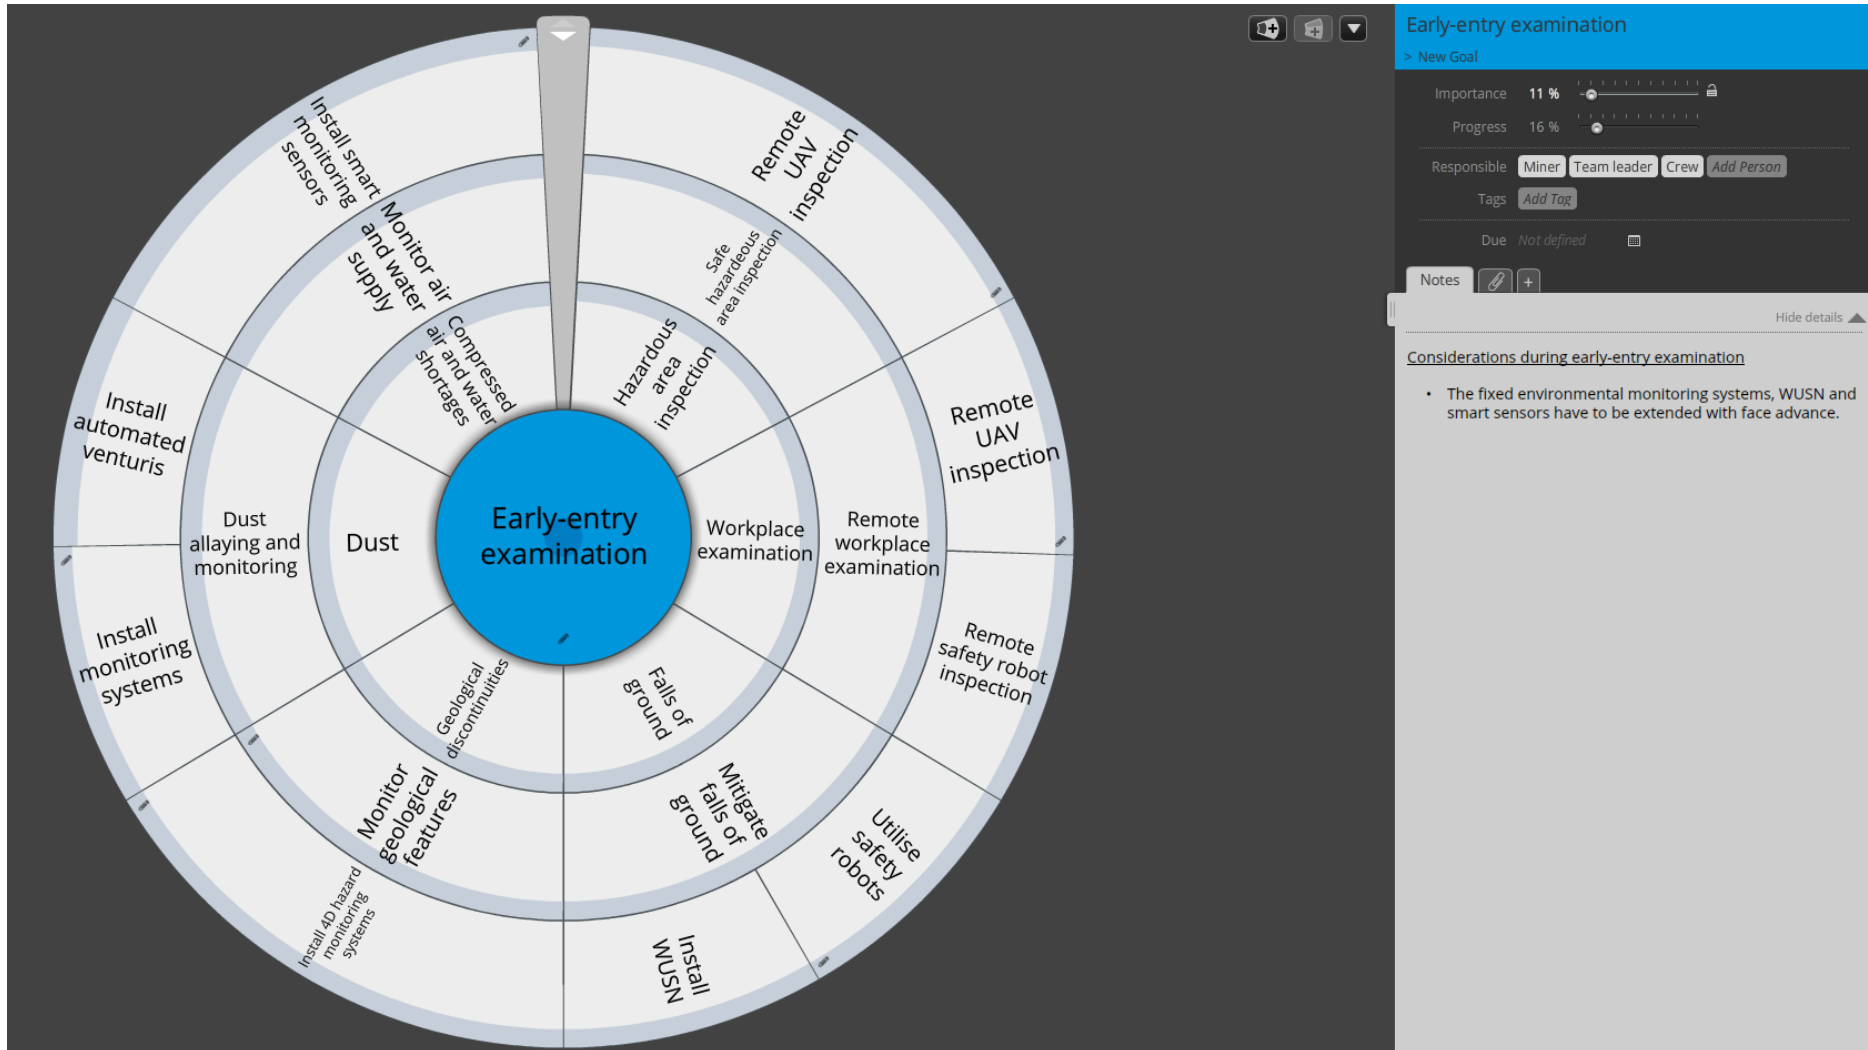 Early-entry
examination
Hazardous
area
inspection
Workplace
examination
Falls of
ground
Geological
discontinuities
Dust
Compressed
air and water
shortages
Safe
hazardeous
area inspection
Remote
workplace
examination
Mitigate
falls of
ground
Monitor
geological
features
Dust
allaying and
monitoring
Monitor air
and water
supply
Remote
UAV
inspection
Remote
UAV
inspection
Remote
safety robot
inspection
Utilise
safety
robots
Install
WUSN
Install 4D hazard
monitoring
systems
Install
monitoring
systems
Install
automated
venturis
Install smart
monitoring
sensors
Early-entry examination
> New Goal
Importance 11 %
Progress 16 %
Responsible Miner Team leader Crew Add Person
Tags Add Tag
Due Not defined
Notes +
Hide details
Considerations during early-entry examination
• The fixed environmental monitoring systems, WUSN and
smart sensors have to be extended with face advance.